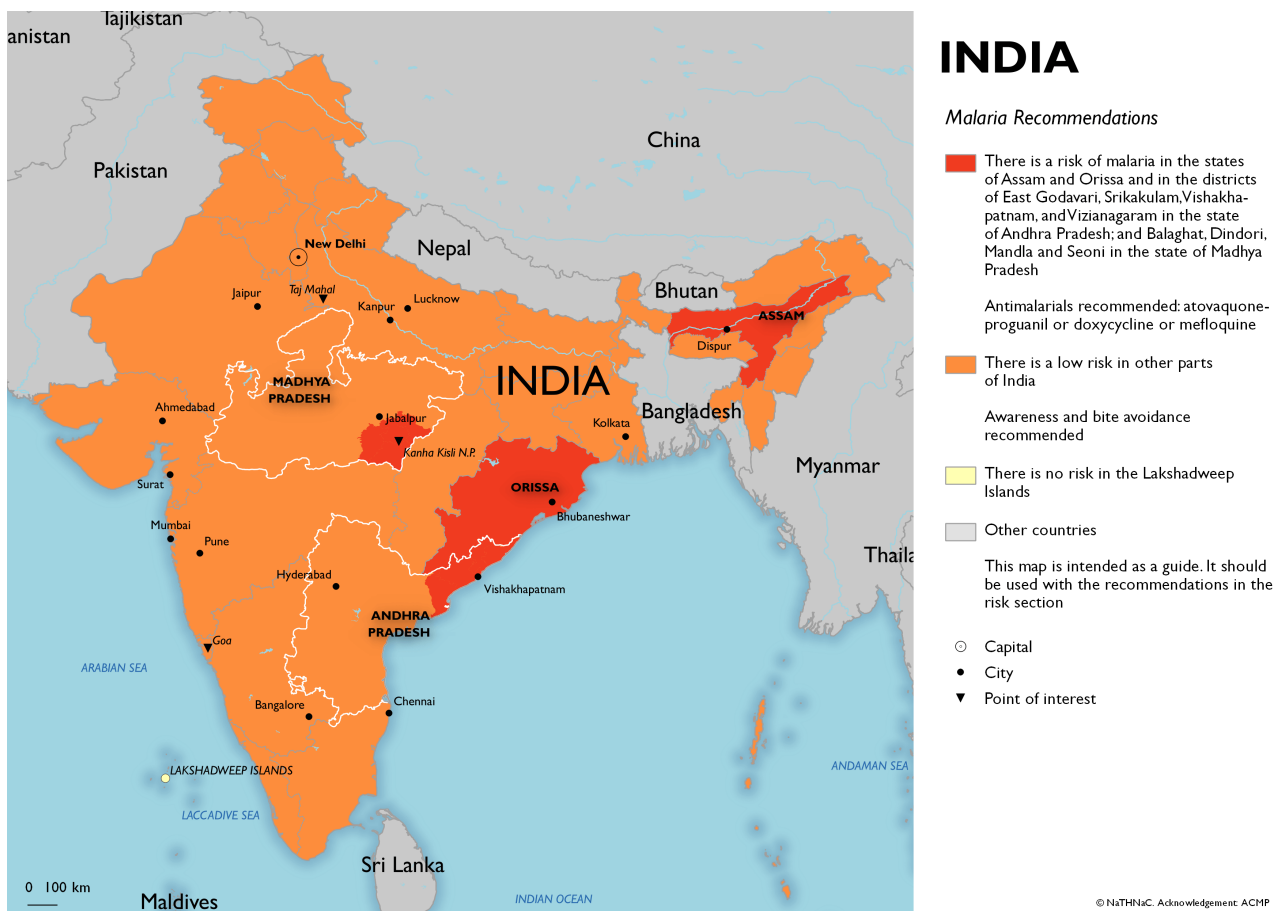 Tajikistan
anistan
INDIA
Malaria Recommendations
There is a risk of malaria in the states
of Assam and Orissa and in the districts
of East Godavari, Srikakulam,Vishakha-
patnam, and Vizianagaram in the state
of Andhra Pradesh; and Balaghat, Dindori,
Mandla and Seoni in the state of Madhya
Pradesh
Antimalarials recommended: atovaquone-
proguanil or doxycycline or mefloquine
There is a low risk in other parts
of India
Awareness and bite avoidance
recommended
There is no risk in the Lakshadweep
Islands
Other countries
This map is intended as a guide. It should
be used with the recommendations in the
risk section
Capital
City
Point of interest
China
Pakistan
New Delhi
Nepal
Taj Mahal
Jaipur
Kanpur
Lucknow
Bhutan
ASSAM
Dispur
MADHYA
PRADESH
INDIA
Ahmedabad
Jabalpur
Kolkata
Bangladesh
Kanha Kisli N.P.
Myanmar
Surat
ORISSA
Bhubaneshwar
Mumbai
Pune
Thaila
Hyderabad
Vishakhapatnam
ANDHRA
PRADESH
Goa
ARABIAN SEA
Bangalore
Chennai
LAKSHADWEEP ISLANDS
ANDAMAN SEA
LACCADIVE SEA
Sri Lanka
0 100 km
Maldives
INDIAN OCEAN
© NaTHNaC. Acknowledgement: ACMP